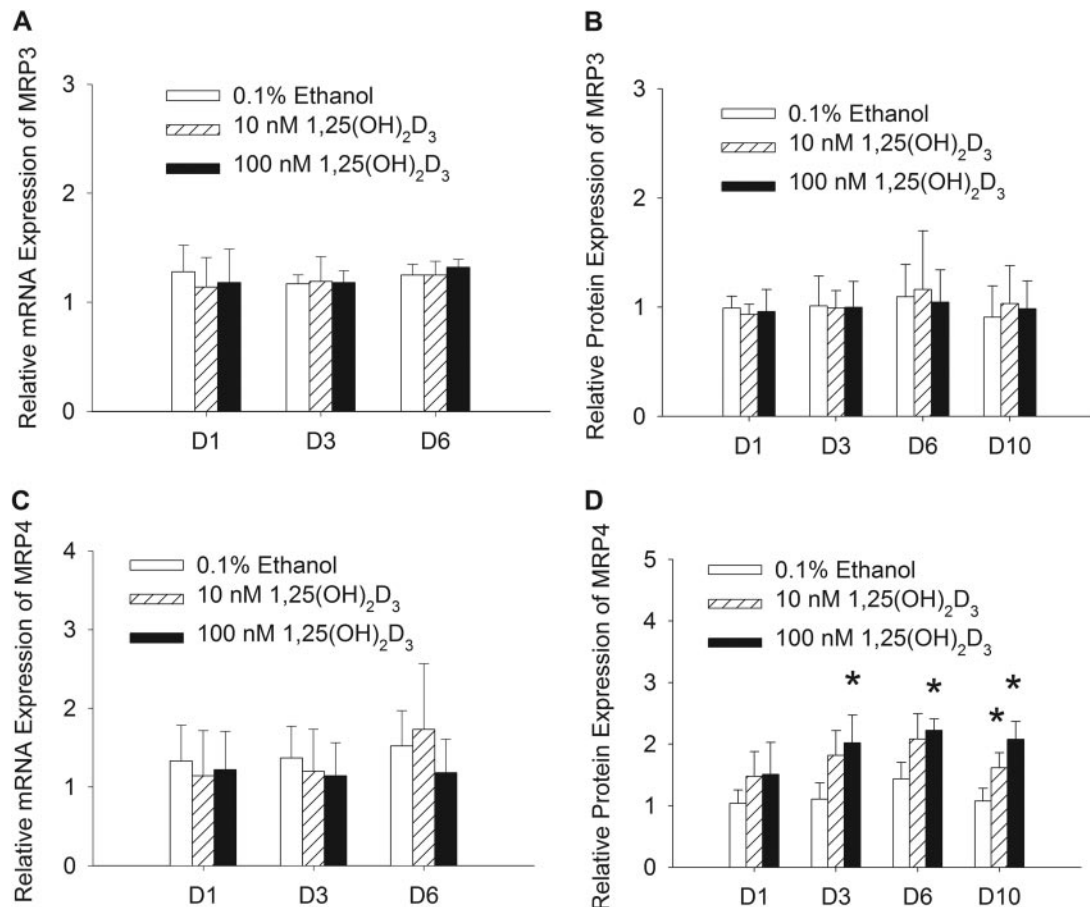 A
Relative mRNA Expression of MRP3
3
2
1
0
0.1% Ethanol
10 nM 1,25(OH)₂D₃
100 nM 1,25(OH)₂D₃
D1 D3 D6
B
Relative Protein Expression of MRP3
3
2
1
0
0.1% Ethanol
10 nM 1,25(OH)₂D₃
100 nM 1,25(OH)₂D₃
D1 D3 D6 D10
C
Relative mRNA Expression of MRP4
4
3
2
1
0
0.1% Ethanol
10 nM 1,25(OH)₂D₃
100 nM 1,25(OH)₂D₃
D1 D3 D6
D
Relative Protein Expression of MRP4
5
4
3
2
1
0
0.1% Ethanol
10 nM 1,25(OH)₂D₃
100 nM 1,25(OH)₂D₃
* * * *
D1 D3 D6 D10